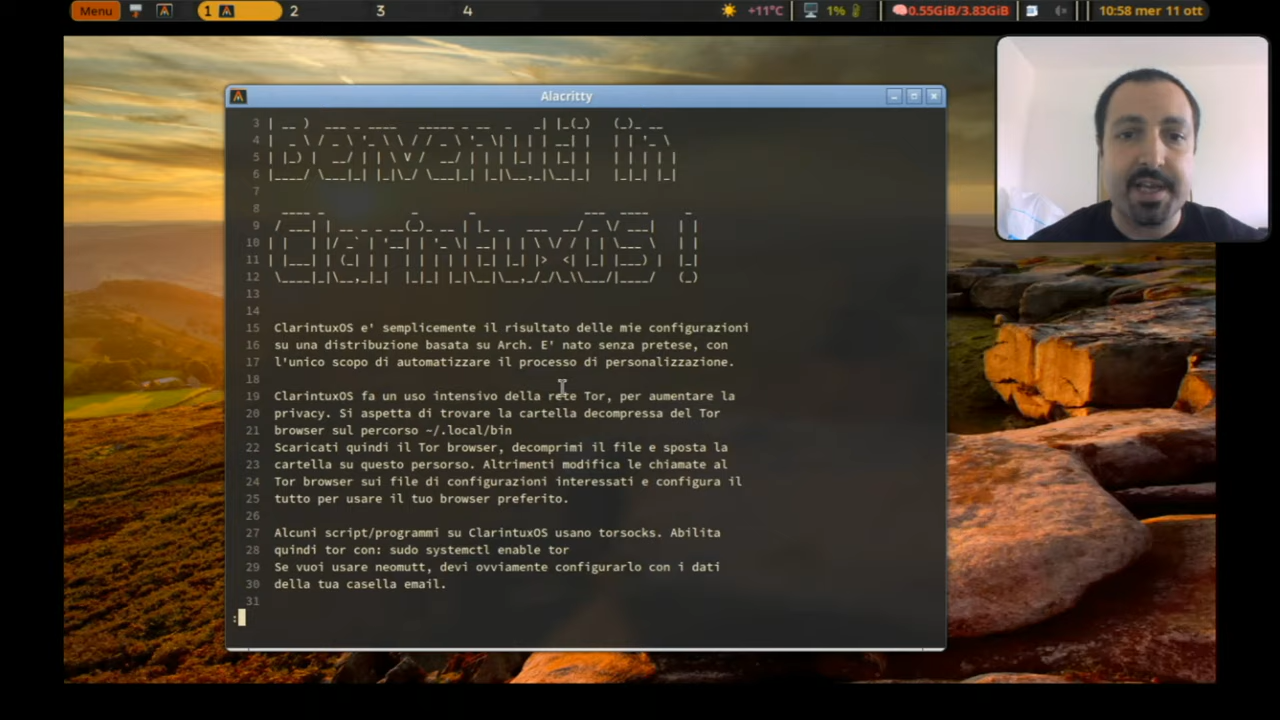 Menu 1 2 3 4 +11°C 1% 0.55GiB/3.83GiB 10:58 mer 11 ott
Alacritty
3
4
5
6
7
8
9
10
11
12
13
14
Benvenuti in
ClarintuxOS !
15 ClarintuxOS e' semplicemente il risultato delle mie configurazioni
16 su una distribuzione basata su Arch. E' nato senza pretese, con
17 l'unico scopo di automatizzare il processo di personalizzazione.
18
19 ClarintuxOS fa un uso intensivo della rete Tor, per aumentare la
20 privacy. Si aspetta di trovare la cartella decompressa del Tor
21 browser sul percorso ~/.local/bin
22 Scaricati quindi il Tor browser, decomprimi il file e sposta la
23 cartella su questo persorso. Altrimenti modifica le chiamate al
24 Tor browser sui file di configurazioni interessati e configura il
25 tutto per usare il tuo browser preferito.
26
27 Alcuni script/programmi su ClarintuxOS usano torsocks. Abilita
28 quindi tor con: sudo systemctl enable tor
29 Se vuoi usare neomutt, devi ovviamente configurarlo con i dati
30 della tua casella email.
31
: